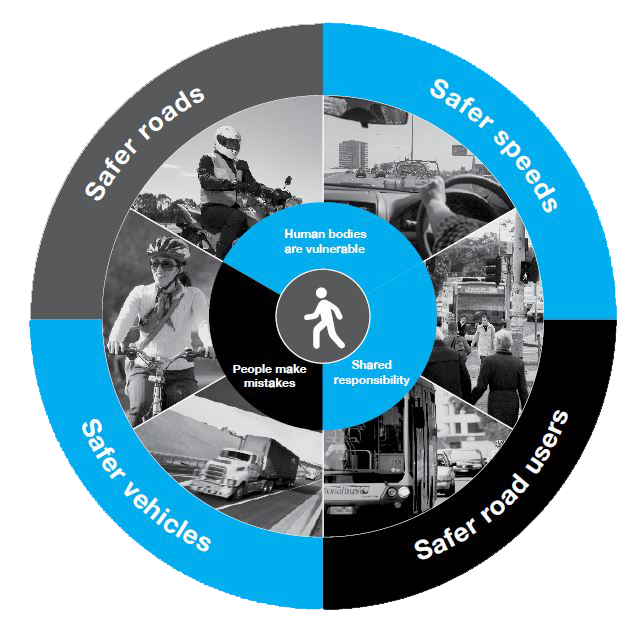 Safer roads
Safer speeds
Human bodies
are vulnerable
People make
mistakes
Shared
responsibility
Safer vehicles
Safer road users